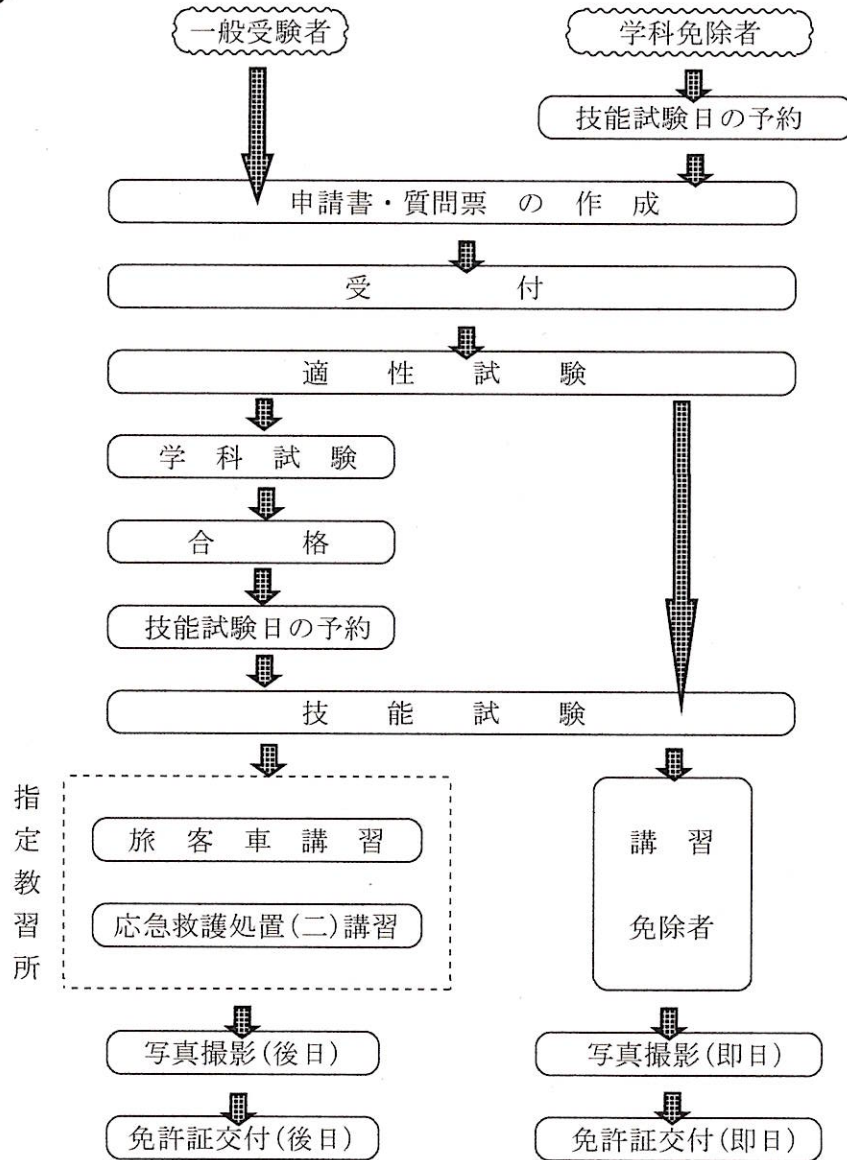 一般受験者
学科免除者
技能試験日の予約
申請書・質問票の作成
受付
適性試験
学科試験
合格
技能試験日の予約
技能試験
指定教習所
旅客車講習
応急救護処置(二)講習
講習
免除者
写真撮影(後日)
写真撮影(即日)
免許証交付(後日)
免許証交付(即日)